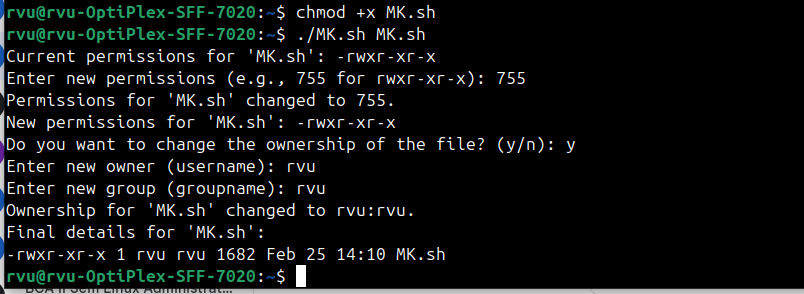 rvu@rvu-OptiPlex-SFF-7020:~$ chmod +x MK.sh
rvu@rvu-OptiPlex-SFF-7020:~$ ./MK.sh MK.sh
Current permissions for 'MK.sh': -rwxr-xr-x
Enter new permissions (e.g., 755 for rwxr-xr-x): 755
Permissions for 'MK.sh' changed to 755.
New permissions for 'MK.sh': -rwxr-xr-x
Do you want to change the ownership of the file? (y/n): y
Enter new owner (username): rvu
Enter new group (groupname): rvu
Ownership for 'MK.sh' changed to rvu:rvu.
Final details for 'MK.sh':
-rwxr-xr-x 1 rvu rvu 1682 Feb 25 14:10 MK.sh
rvu@rvu-OptiPlex-SFF-7020:~$